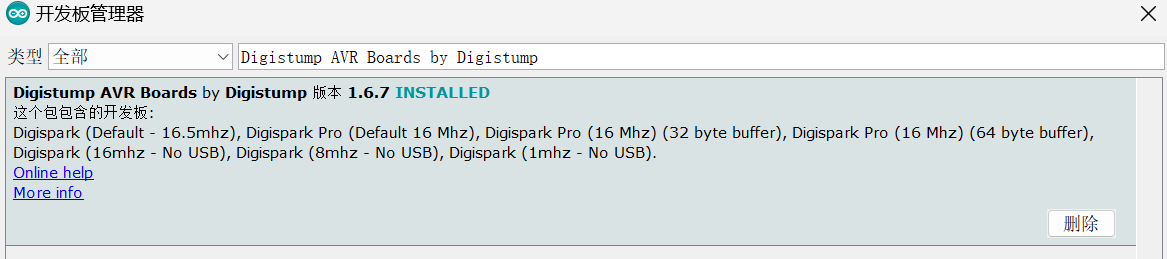 开发板管理器
类型 全部 Digistump AVR Boards by Digistump
Digistump AVR Boards by Digistump 版本 1.6.7 INSTALLED
这个包包含的开发板:
Digispark (Default - 16.5mhz), Digispark Pro (Default 16 Mhz), Digispark Pro (16 Mhz) (32 byte buffer), Digispark Pro (16 Mhz) (64 byte buffer),
Digispark (16mhz - No USB), Digispark (8mhz - No USB), Digispark (1mhz - No USB).
Online help
More info
删除